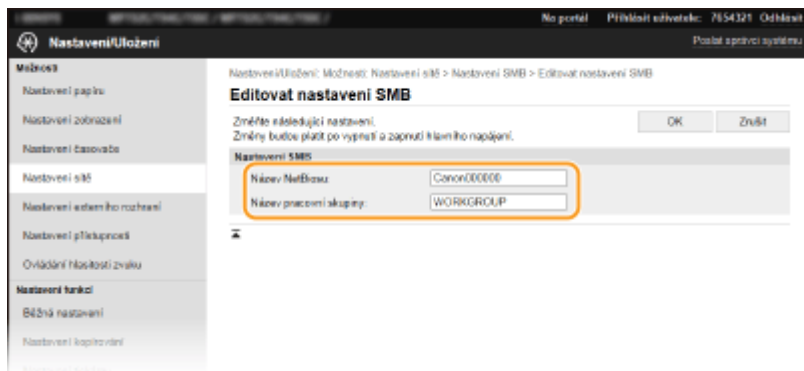 Na portál Přihlásit uživatele: 7654321 Odhlásit
Nastavení/Uložení
Poslat správci systému
Možnosti
Nastavení papíru
Nastavení zobrazení
Nastavení časovače
Nastavení sítě
Nastavení externího rozhraní
Nastavení přístupnosti
Ovládání hlasitosti zvuku
Nastavení funkcí
Běžná nastavení
Nastavení kopírování
Nastavení/Uložení: Možnosti: Nastavení sítě > Nastavení SMB > Editovat nastavení SMB
Editovat nastavení SMB
Změňte následující nastavení.
Změny budou platit po vypnutí a zapnutí hlavního napájení.
OK Zrušit
Nastavení SMB
Název NetBiosu: Canon000000
Název pracovní skupiny: WORKGROUP